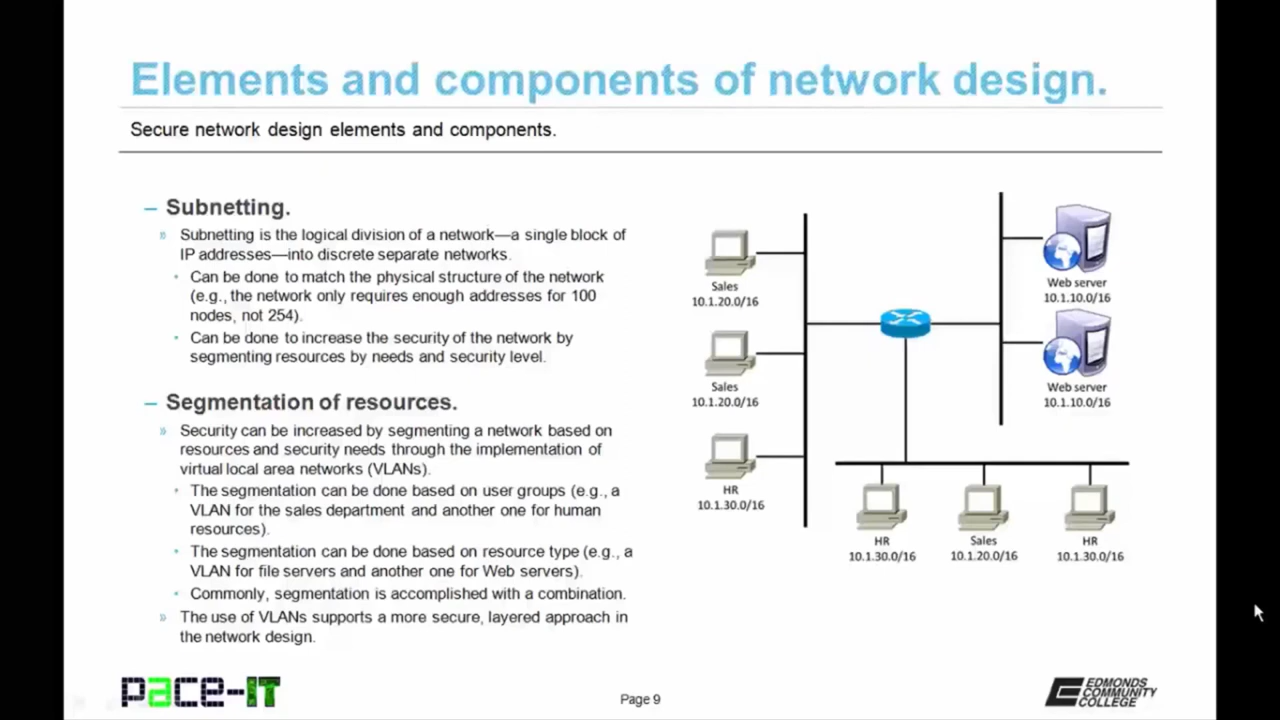 Elements and components of network design.
Secure network design elements and components.
– Subnetting.
» Subnetting is the logical division of a network—a single block of
IP addresses—into discrete separate networks.
• Can be done to match the physical structure of the network
(e.g., the network only requires enough addresses for 100
nodes, not 254).
• Can be done to increase the security of the network by
segmenting resources by needs and security level.
– Segmentation of resources.
» Security can be increased by segmenting a network based on
resources and security needs through the implementation of
virtual local area networks (VLANs).
• The segmentation can be done based on user groups (e.g., a
VLAN for the sales department and another one for human
resources).
• The segmentation can be done based on resource type (e.g., a
VLAN for file servers and another one for Web servers).
• Commonly, segmentation is accomplished with a combination.
» The use of VLANs supports a more secure, layered approach in
the network design.
Sales
10.1.20.0/16
Sales
10.1.20.0/16
HR
10.1.30.0/16
Web server
10.1.10.0/16
Web server
10.1.10.0/16
HR
10.1.30.0/16
Sales
10.1.20.0/16
HR
10.1.30.0/16
pace-IT
Page 9
EDMONDS
COMMUNITY
COLLEGE